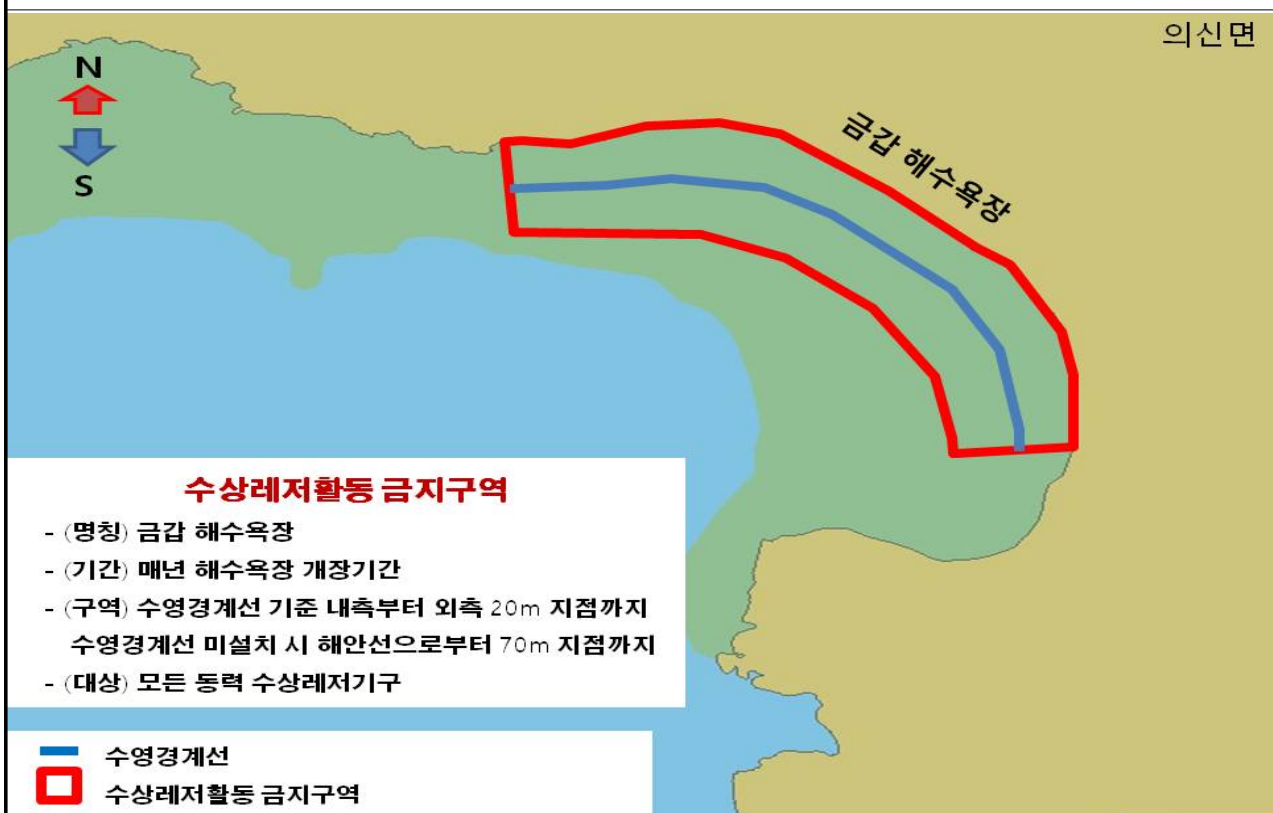 의신면
N
S
금갑 해수욕장
수상레저활동 금지구역
- (명칭) 금갑 해수욕장
- (기간) 매년 해수욕장 개장기간
- (구역) 수영경계선 기준 내측부터 외측 20m 지점까지
수영경계선 미설치 시 해안선으로부터 70m 지점까지
- (대상) 모든 동력 수상레저기구
수영경계선
수상레저활동 금지구역